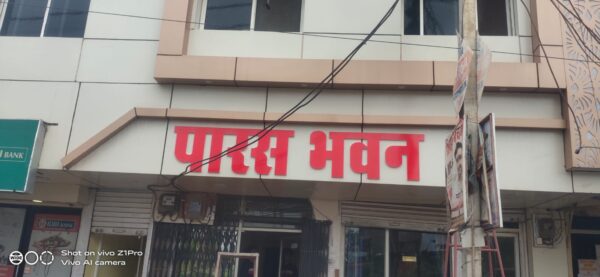 पारस भवन
BANK
Shot on vivo Z1Pro
Vivo AI camera